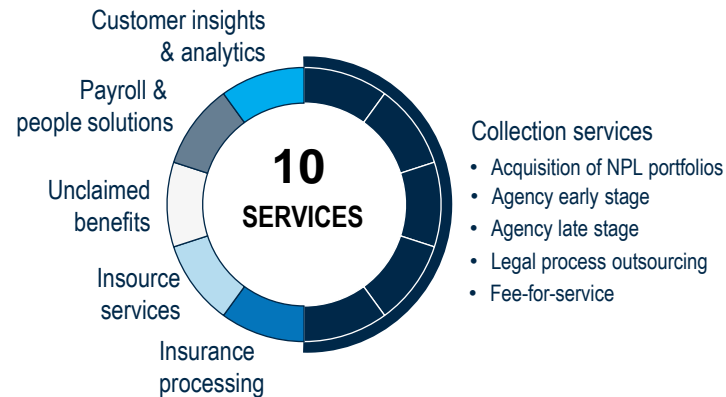 Customer insights
& analytics
Payroll &
people solutions
Unclaimed
benefits
Insource
services
Insurance
processing
10
SERVICES
Collection services
• Acquisition of NPL portfolios
• Agency early stage
• Agency late stage
• Legal process outsourcing
• Fee-for-service